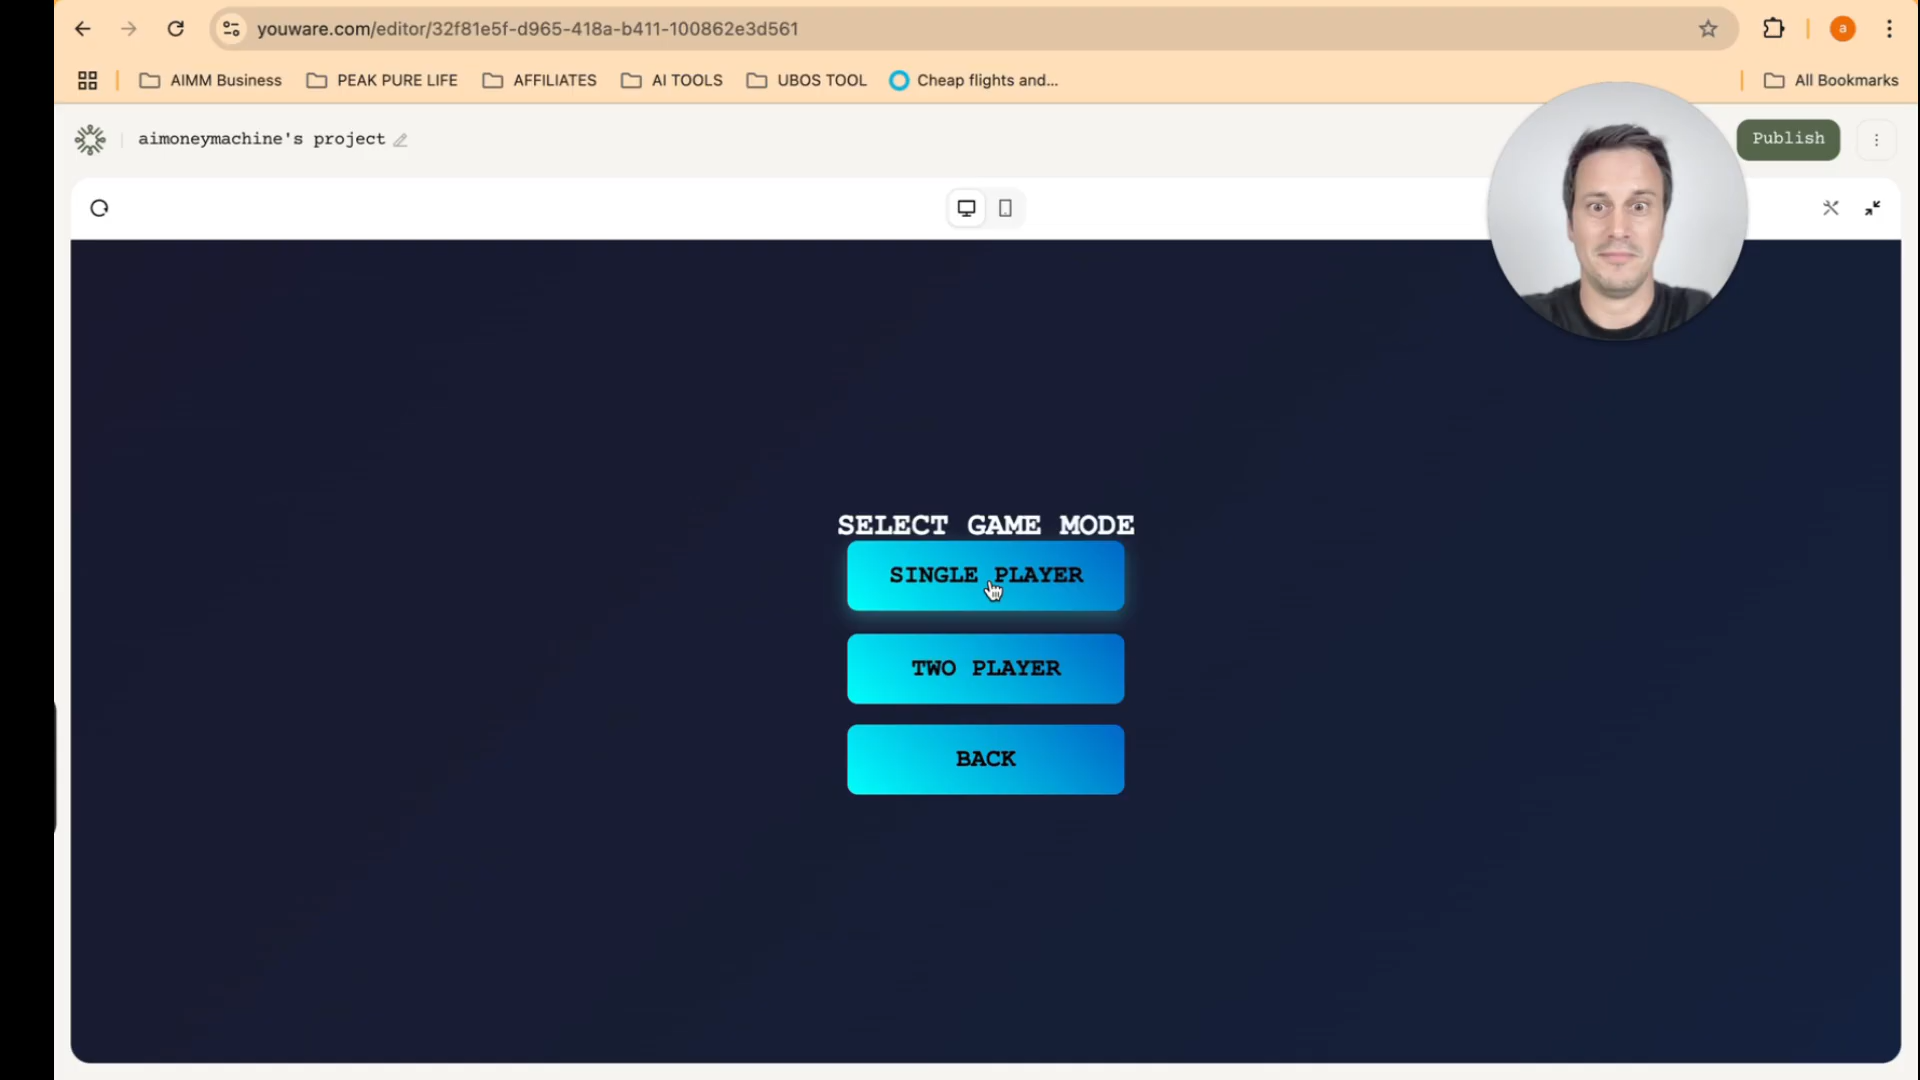 youware.com/editor/32f81e5f-d965-418a-b411-100862e3d561
a
AIMM Business
PEAK PURE LIFE
AFFILIATES
AI TOOLS
UBOS TOOL
Cheap flights and...
All Bookmarks
aimoneymachine's project
Publish
SELECT GAME MODE
SINGLE PLAYER
TWO PLAYER
BACK